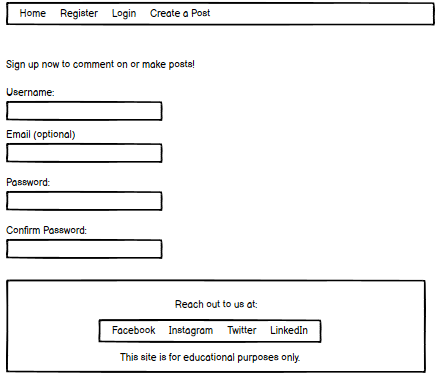 Home Register Login Create a Post
Sign up now to comment on or make posts!
Username:
Email (optional)
Password:
Confirm Password:
Reach out to us at:
Facebook Instagram Twitter LinkedIn
This site is for educational purposes only.